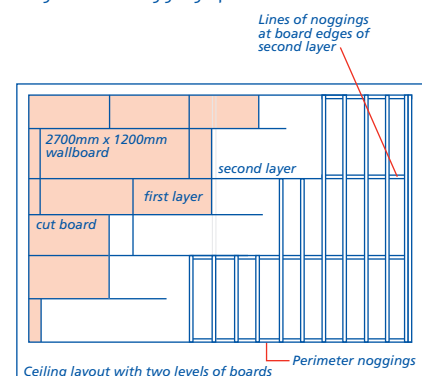 Lines of noggings
at board edges of
second layer
2700mm x 1200mm
wallboard
second layer
first layer
cut board
Perimeter noggings
Ceiling layout with two levels of boards